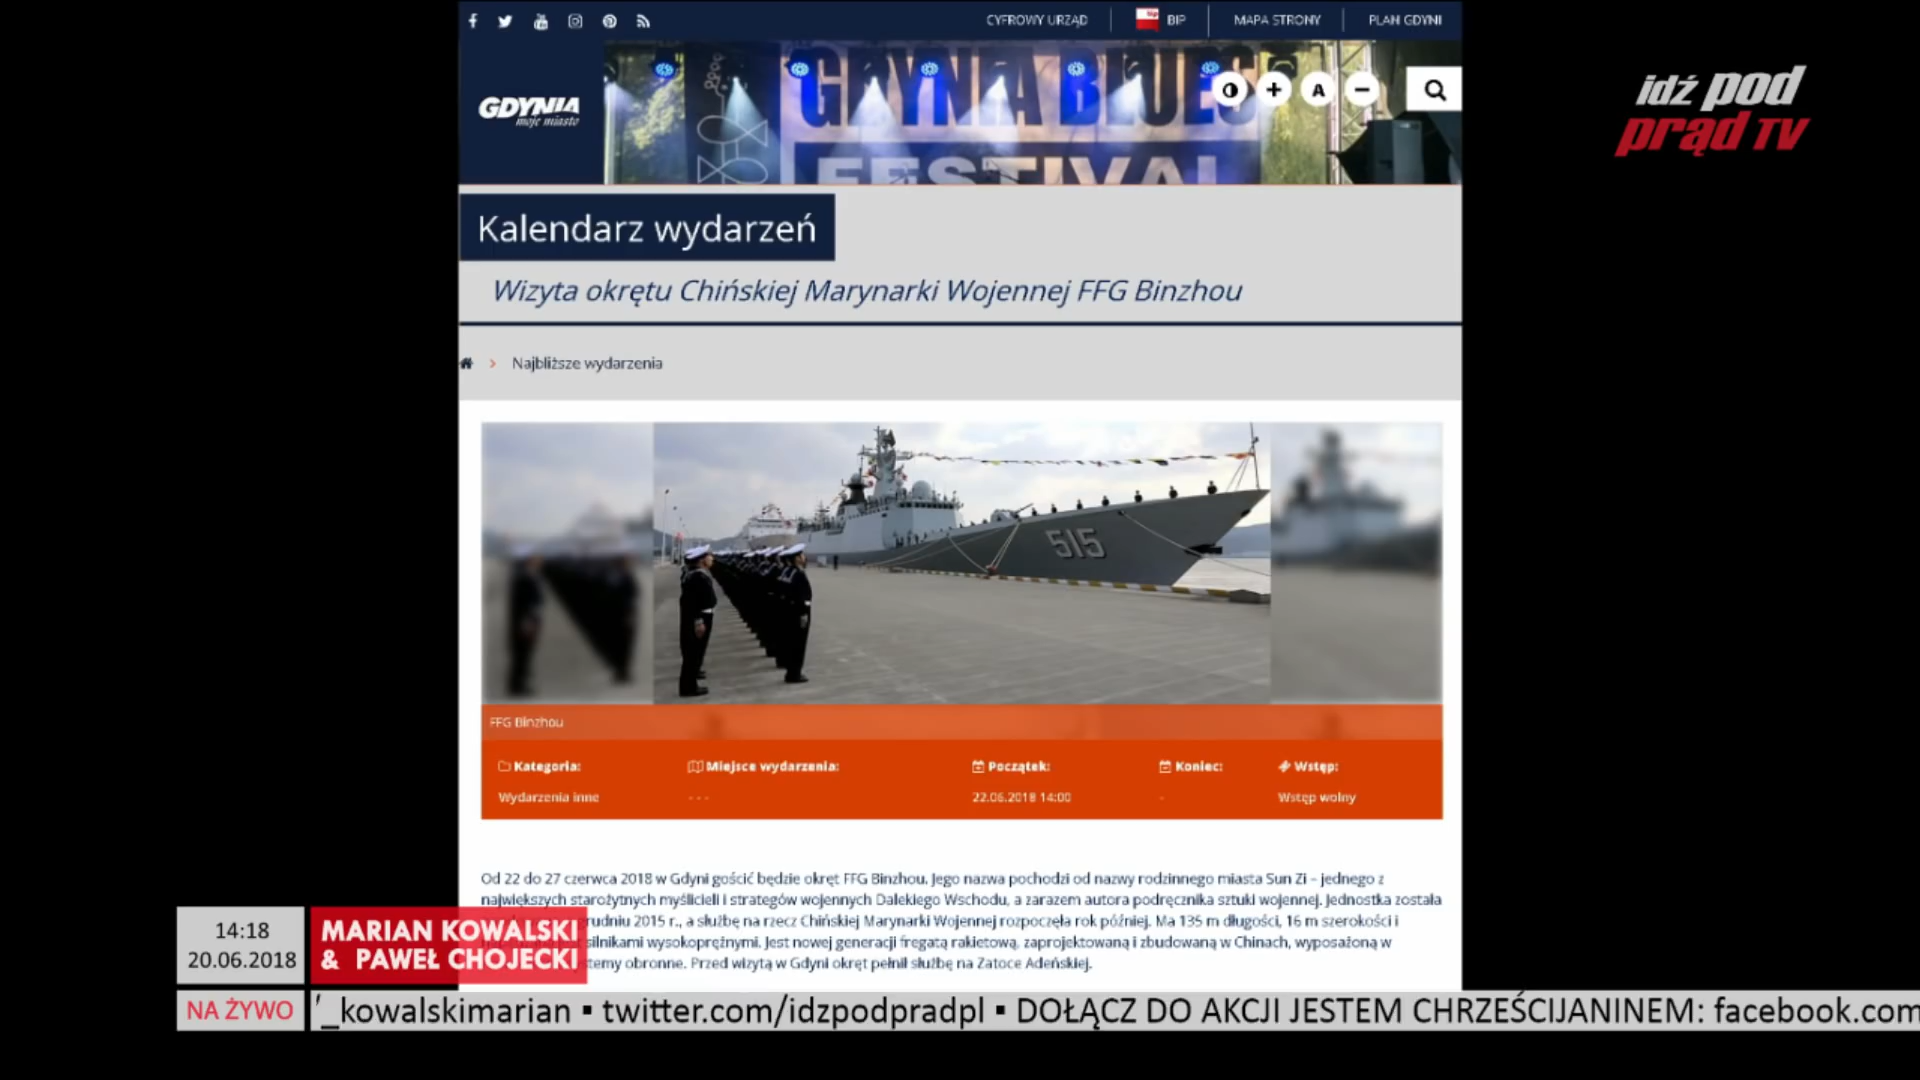 CYFROWY URZĄD
BIP
MAPA STRONY
PLAN GDYNI
GDYNIA
moje miasto
GDYNIA BLUES
FESTIVAL
A
idź pod
prąd TV
Kalendarz wydarzeń
Wizyta okrętu Chińskiej Marynarki Wojennej FFG Binzhou
Najbliższe wydarzenia
515
FFG Binzhou
Kategoria:
Miejsce wydarzenia:
Początek:
Koniec:
Wstęp:
Wydarzenia inne
- - -
22.06.2018 14:00
-
Wstęp wolny
Od 22 do 27 czerwca 2018 w Gdyni gościć będzie okręt FFG Binzhou. Jego nazwa pochodzi od nazwy rodzinnego miasta Sun Zi – jednego z
największych starożytnych myślicieli i strategów wojennych Dalekiego Wschodu, a zarazem autora podręcznika sztuki wojennej. Jednostka została
grudniu 2015 r., a służbę na rzecz Chińskiej Marynarki Wojennej rozpoczęła rok później. Ma 135 m długości, 16 m szerokości i
silnikami wysokoprężnymi. Jest nowej generacji fregatą rakietową, zaprojektowaną i zbudowaną w Chinach, wyposażoną w
stemy obronne. Przed wizytą w Gdyni okręt pełnił służbę na Zatoce Adeńskiej.
14:18
20.06.2018
MARIAN KOWALSKI
& PAWEŁ CHOJECKI
NA ŻYWO
_kowalskimarian ▪ twitter.com/idzpodpradpl ▪ DOŁĄCZ DO AKCJI JESTEM CHRZEŚCIJANINEM: facebook.com